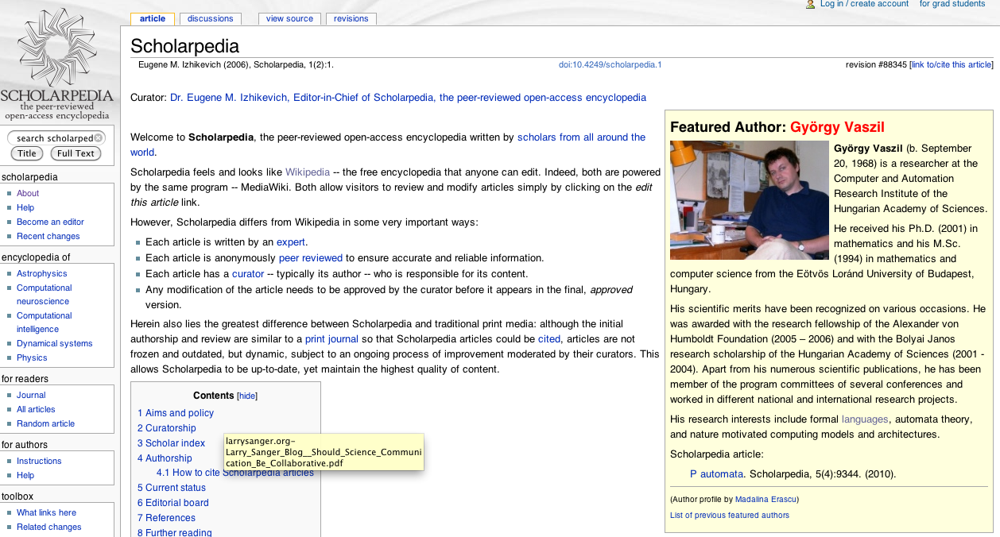 article
discussions
view source
revisions
Log in / create account
for grad students
SCHOLARPEDIA
the peer-reviewed
open-access encyclopedia
search scholarped
Title
Full Text
scholarpedia
About
Help
Become an editor
Recent changes
encyclopedia of
Astrophysics
Computational
neuroscience
Computational
intelligence
Dynamical systems
Physics
for readers
Journal
All articles
Random article
for authors
Instructions
Help
toolbox
What links here
Related changes
Scholarpedia
Eugene M. Izhikevich (2006), Scholarpedia, 1(2):1.
doi:10.4249/scholarpedia.1
revision #88345 [link to/cite this article]
Curator: Dr. Eugene M. Izhikevich, Editor-in-Chief of Scholarpedia, the peer-reviewed open-access encyclopedia
Welcome to Scholarpedia, the peer-reviewed open-access encyclopedia written by scholars from all around the
world.
Scholarpedia feels and looks like Wikipedia -- the free encyclopedia that anyone can edit. Indeed, both are powered
by the same program -- MediaWiki. Both allow visitors to review and modify articles simply by clicking on the edit
this article link.
However, Scholarpedia differs from Wikipedia in some very important ways:
Each article is written by an expert.
Each article is anonymously peer reviewed to ensure accurate and reliable information.
Each article has a curator -- typically its author -- who is responsible for its content.
Any modification of the article needs to be approved by the curator before it appears in the final, approved
version.
Herein also lies the greatest difference between Scholarpedia and traditional print media: although the initial
authorship and review are similar to a print journal so that Scholarpedia articles could be cited, articles are not
frozen and outdated, but dynamic, subject to an ongoing process of improvement moderated by their curators. This
allows Scholarpedia to be up-to-date, yet maintain the highest quality of content.
Contents [hide]
1 Aims and policy
2 Curatorship
3 Scholar index
4 Authorship
4.1 How to cite Scholarpedia articles
5 Current status
6 Editorial board
7 References
8 Further reading
larrysanger.org-
Larry_Sanger_Blog__Should_Science_Communi
cation_Be_Collaborative.pdf
Featured Author: György Vaszil
György Vaszil (b. September
20, 1968) is a researcher at the
Computer and Automation
Research Institute of the
Hungarian Academy of Sciences.
He received his Ph.D. (2001) in
mathematics and his M.Sc.
(1994) in mathematics and
computer science from the Eötvös Loránd University of Budapest,
Hungary.
His scientific merits have been recognized on various occasions. He
was awarded with the research fellowship of the Alexander von
Humboldt Foundation (2005 – 2006) and with the Bolyai Janos
research scholarship of the Hungarian Academy of Sciences (2001 -
2004). Apart from his numerous scientific publications, he has been
member of the program committees of several conferences and
worked in different national and international research projects.
His research interests include formal languages, automata theory,
and nature motivated computing models and architectures.
Scholarpedia article:
P automata. Scholarpedia, 5(4):9344. (2010).
(Author profile by Madalina Erascu)
List of previous featured authors